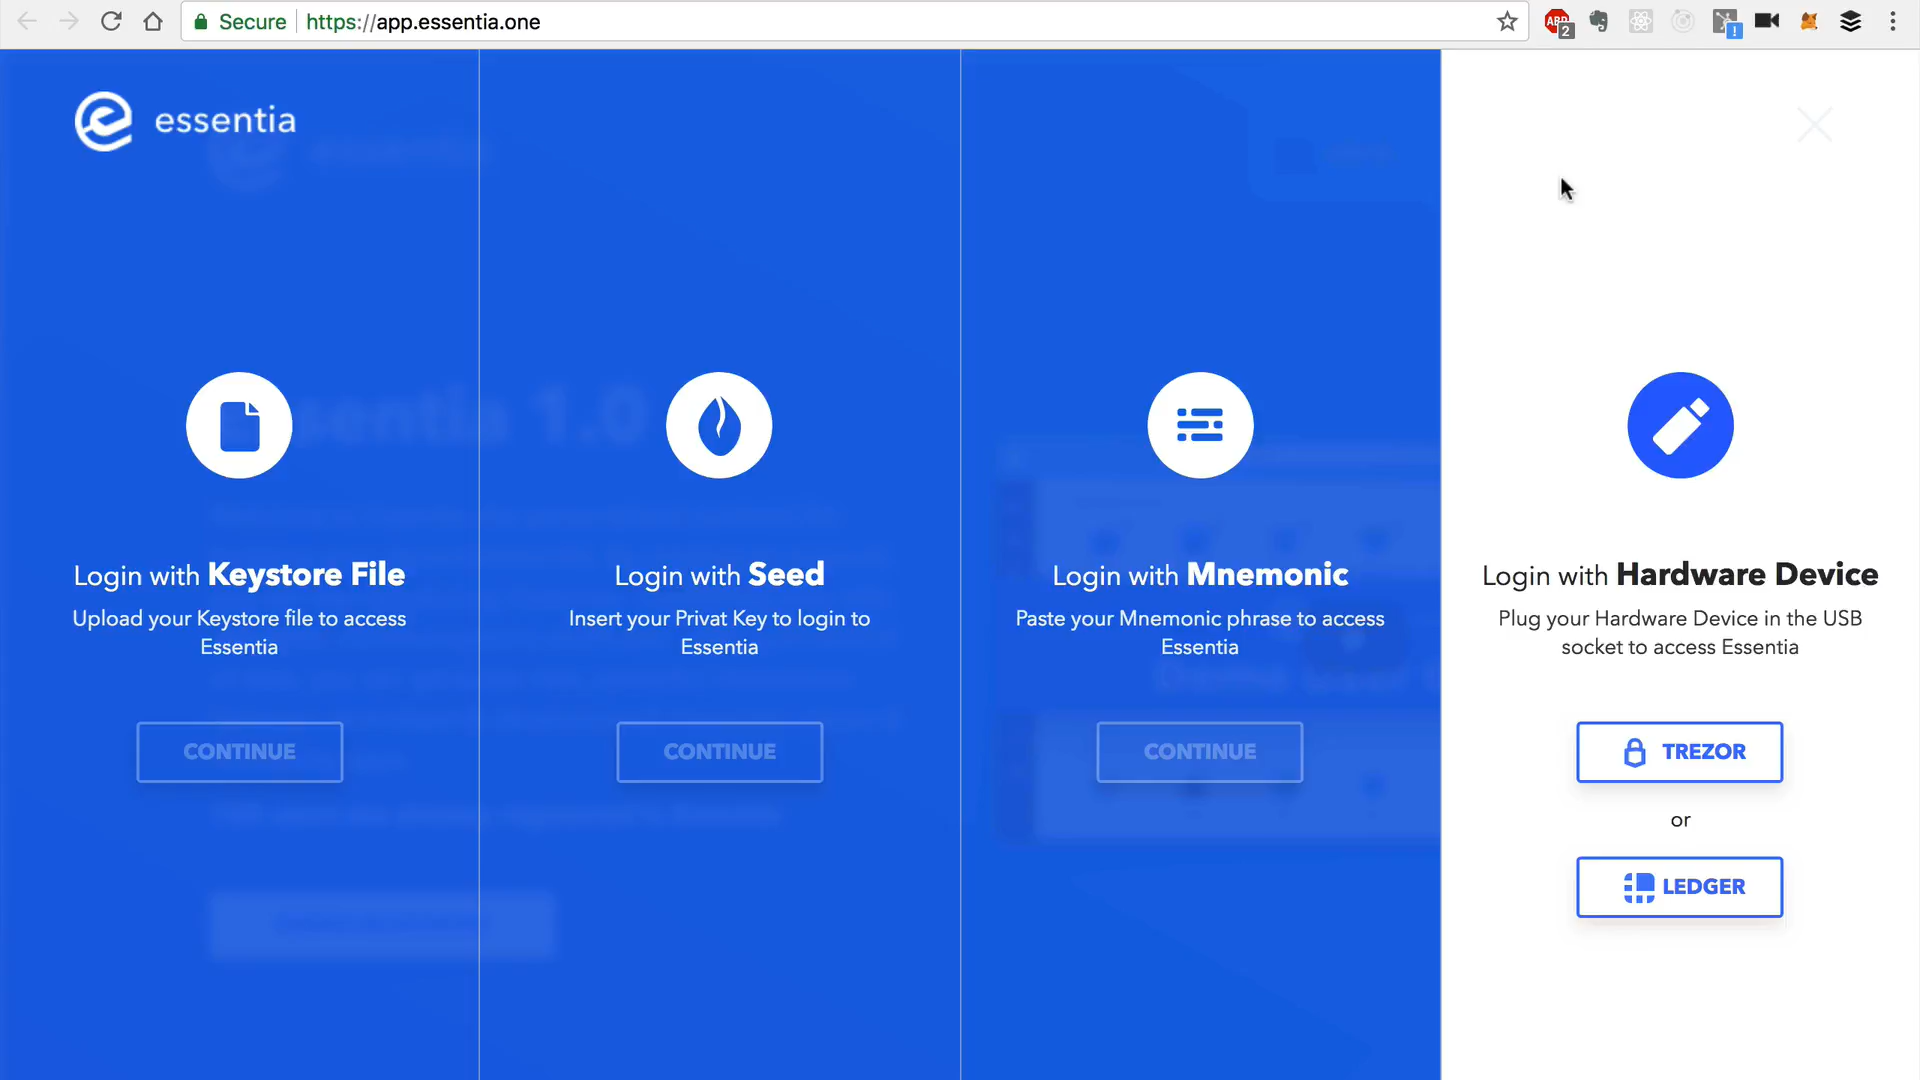 Secure
https://app.essentia.one
ABP
2
!
essentia
Login with Keystore File
Upload your Keystore file to access
Essentia
CONTINUE
Login with Seed
Insert your Privat Key to login to
Essentia
CONTINUE
Login with Mnemonic
Paste your Mnemonic phrase to access
Essentia
CONTINUE
Login with Hardware Device
Plug your Hardware Device in the USB
socket to access Essentia
TREZOR
or
LEDGER